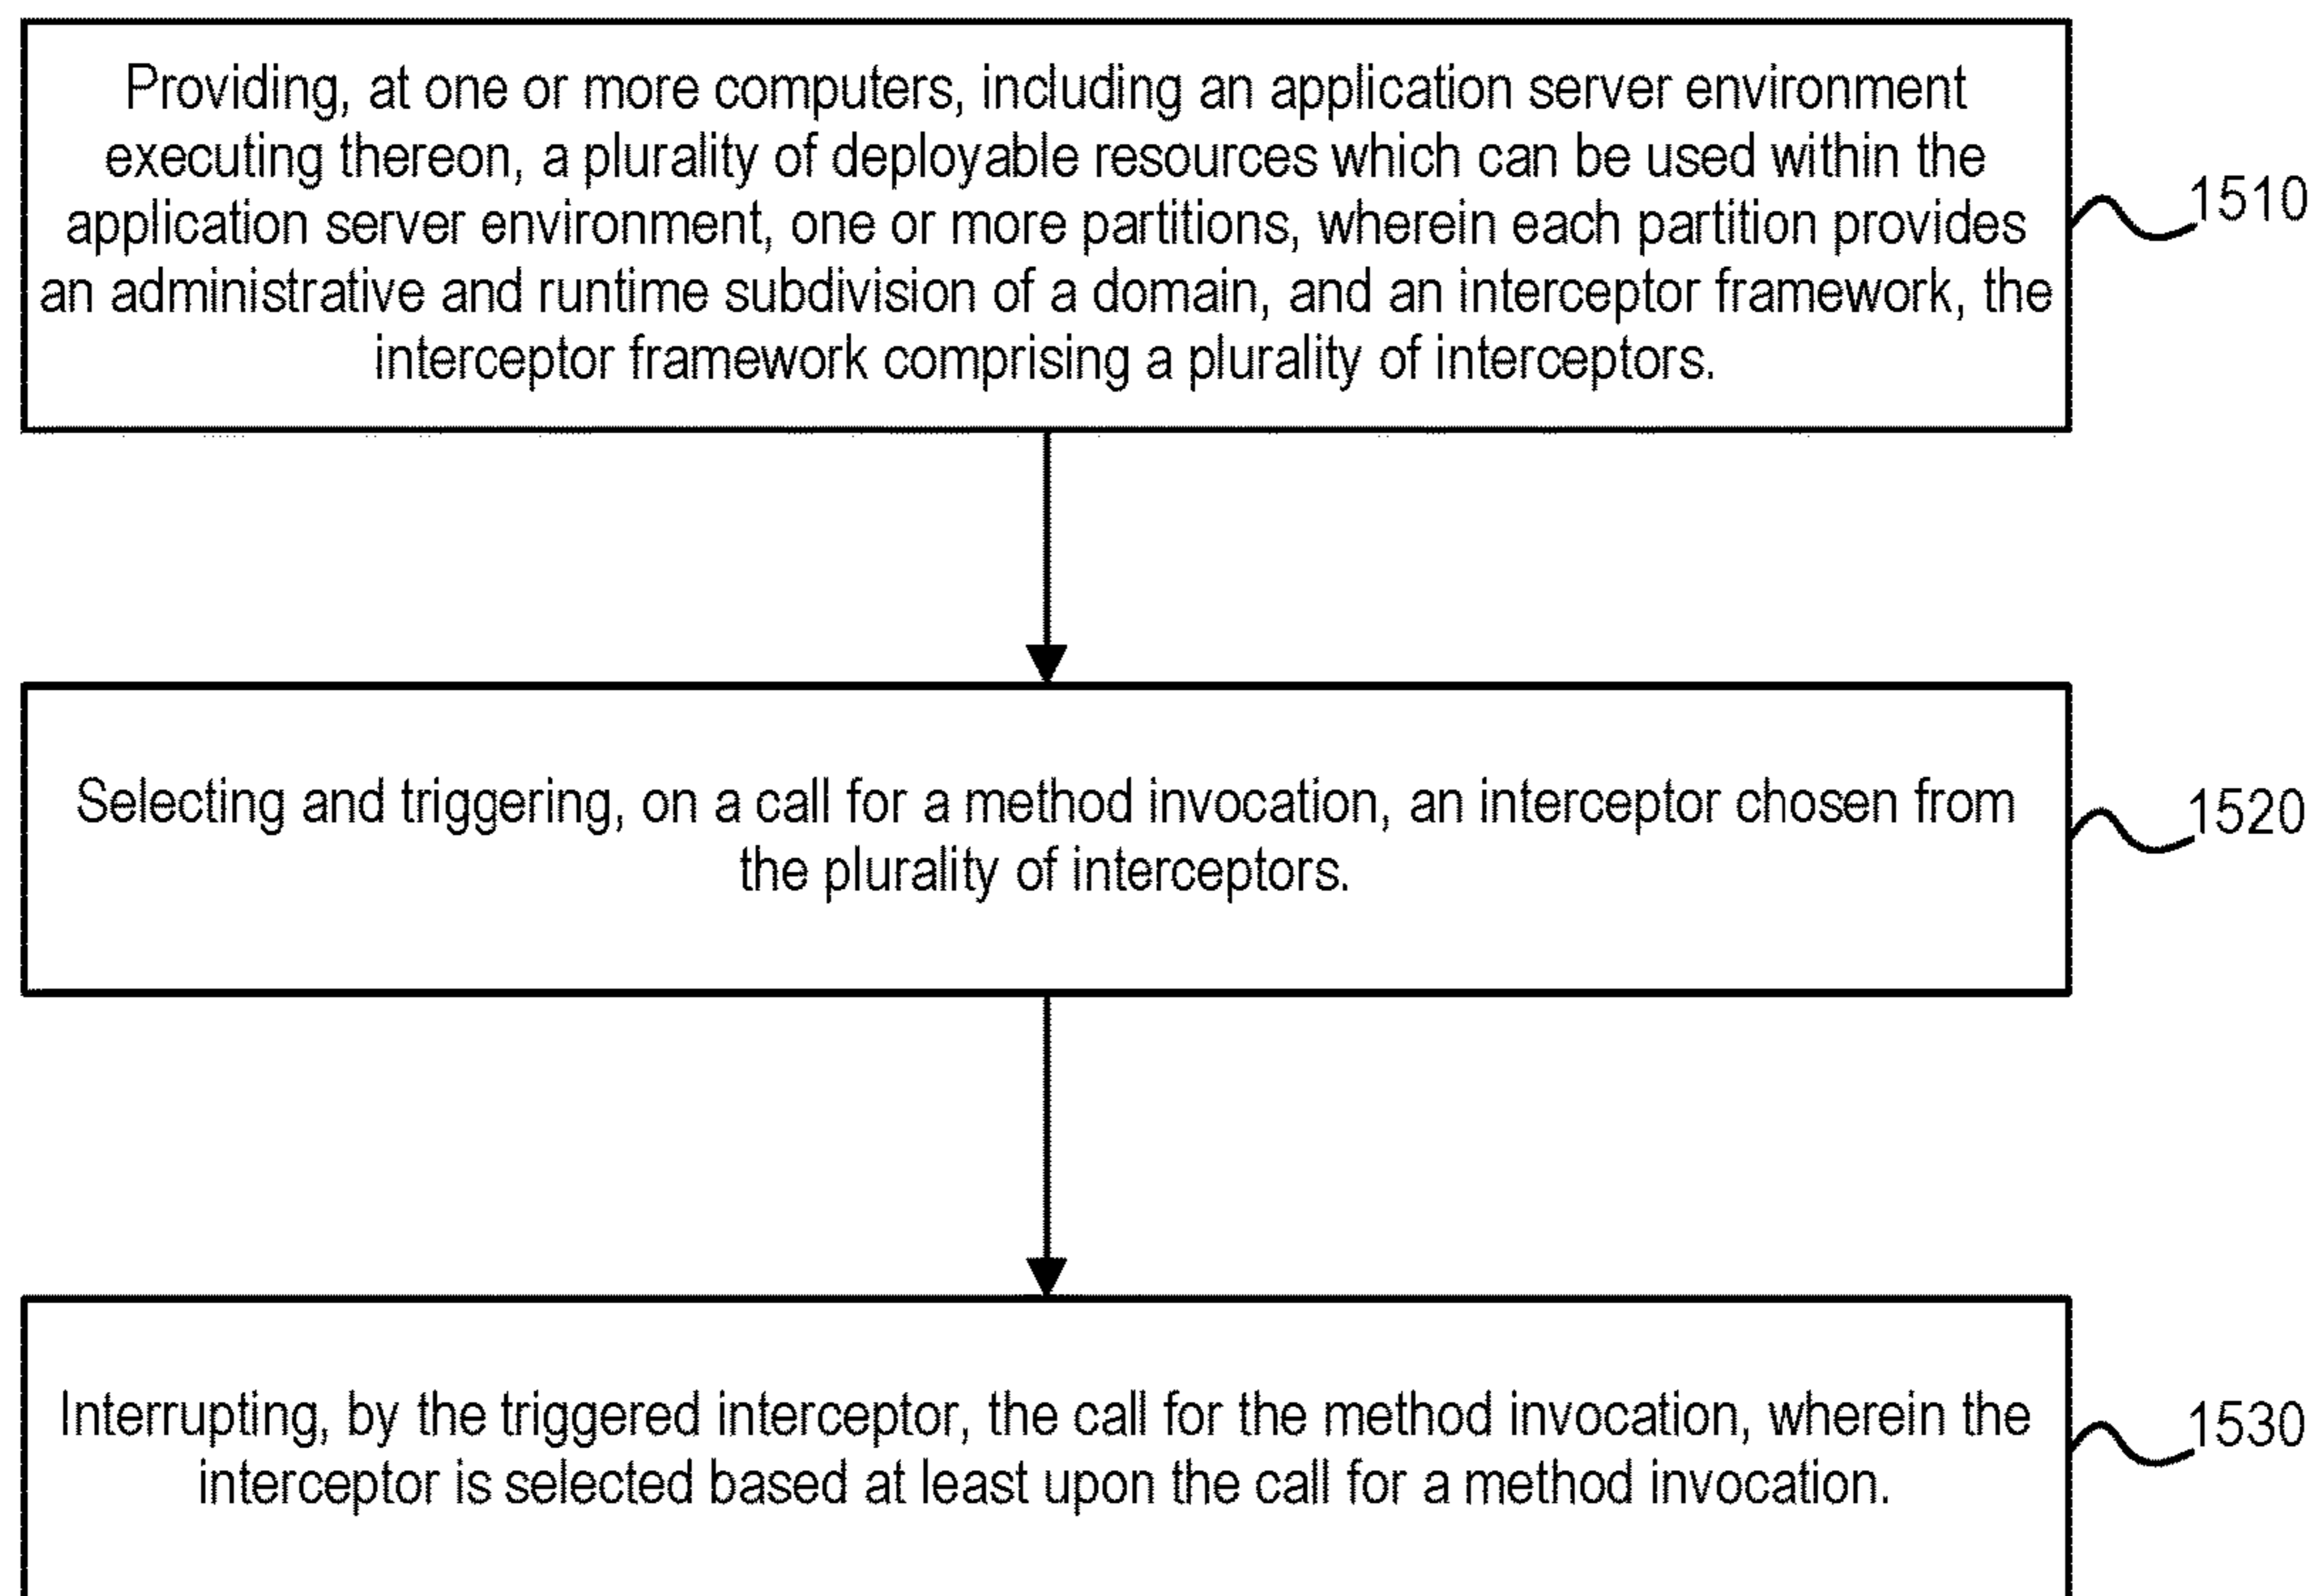 Providing, at one or more computers, including an application server environment
executing thereon, a plurality of deployable resources which can be used within the
application server environment, one or more partitions, wherein each partition provides
an administrative and runtime subdivision of a domain, and an interceptor framework, the
interceptor framework comprising a plurality of interceptors.
1510
Selecting and triggering, on a call for a method invocation, an interceptor chosen from
the plurality of interceptors.
1520
Interrupting, by the triggered interceptor, the call for the method invocation, wherein the
interceptor is selected based at least upon the call for a method invocation.
1530